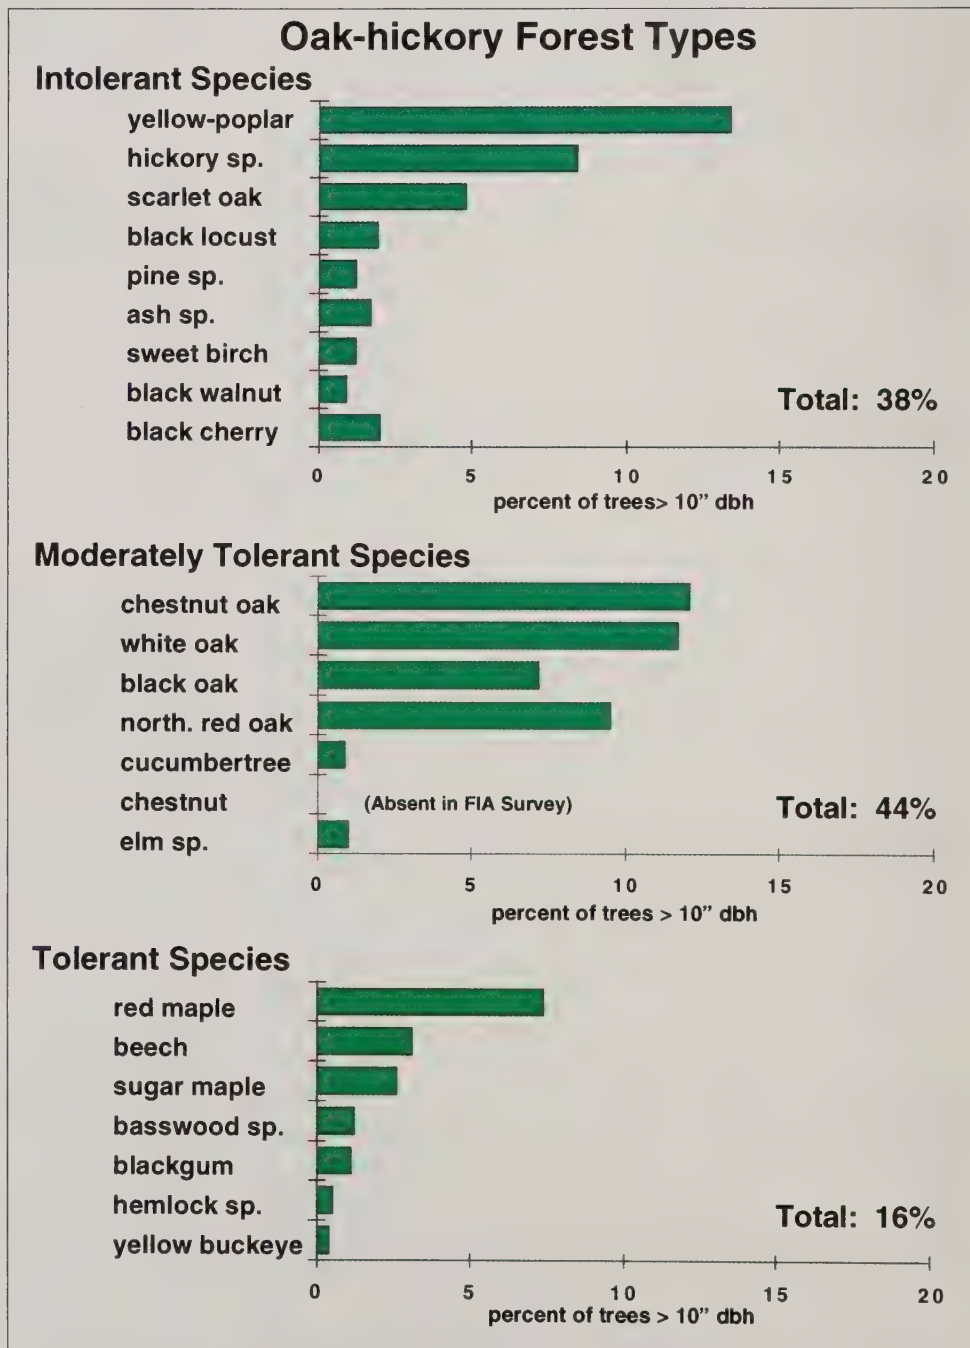 Oak-hickory Forest Types
Intolerant Species
yellow-poplar
hickory sp.
scarlet oak
black locust
pine sp.
ash sp.
sweet birch
black walnut
black cherry
Total: 38%
0 5 10 15 20
percent of trees> 10” dbh
Moderately Tolerant Species
chestnut oak
white oak
black oak
north. red oak
cucumbertree
chestnut (Absent in FIA Survey)
Total: 44%
elm sp.
0 5 10 15 20
percent of trees > 10” dbh
Tolerant Species
red maple
beech
sugar maple
basswood sp.
blackgum
hemlock sp.
Total: 16%
yellow buckeye
0 5 10 15 20
percent of trees > 10” dbh